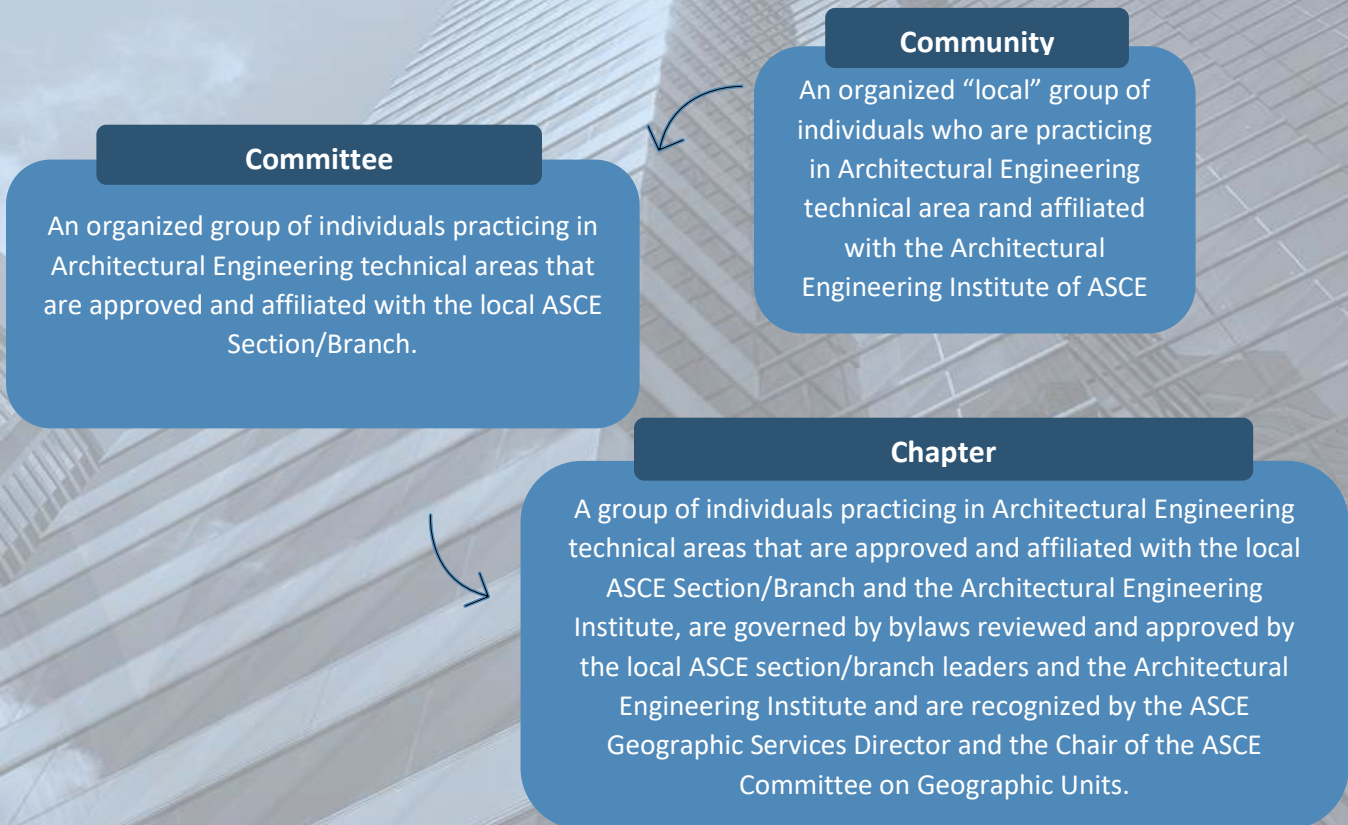 Community
An organized “local” group of
individuals who are practicing
in Architectural Engineering
technical area rand affiliated
with the Architectural
Engineering Institute of ASCE
Committee
An organized group of individuals practicing in
Architectural Engineering technical areas that
are approved and affiliated with the local ASCE
Section/Branch.
Chapter
A group of individuals practicing in Architectural Engineering
technical areas that are approved and affiliated with the local
ASCE Section/Branch and the Architectural Engineering
Institute, are governed by bylaws reviewed and approved by
the local ASCE section/branch leaders and the Architectural
Engineering Institute and are recognized by the ASCE
Geographic Services Director and the Chair of the ASCE
Committee on Geographic Units.